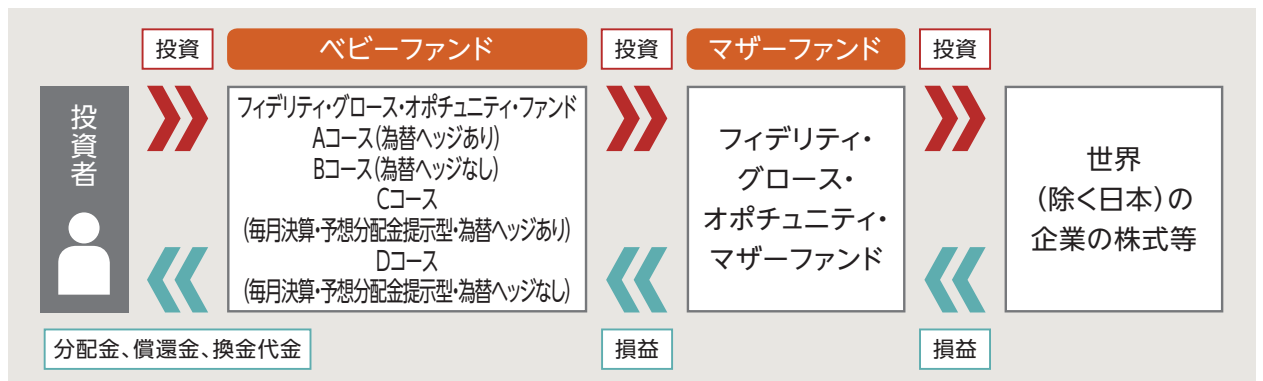 投資
ベビーファンド
投資
マザーファンド
投資
投資者
フィデリティ・グロース・オポチュニティ・ファンド
Aコース(為替ヘッジあり)
Bコース(為替ヘッジなし)
Cコース
(毎月決算・予想分配金提示型・為替ヘッジあり)
Dコース
(毎月決算・予想分配金提示型・為替ヘッジなし)
フィデリティ・
グロース・
オポチュニティ・
マザーファンド
世界
(除く日本)の
企業の株式等
分配金、償還金、換金代金
損益
損益